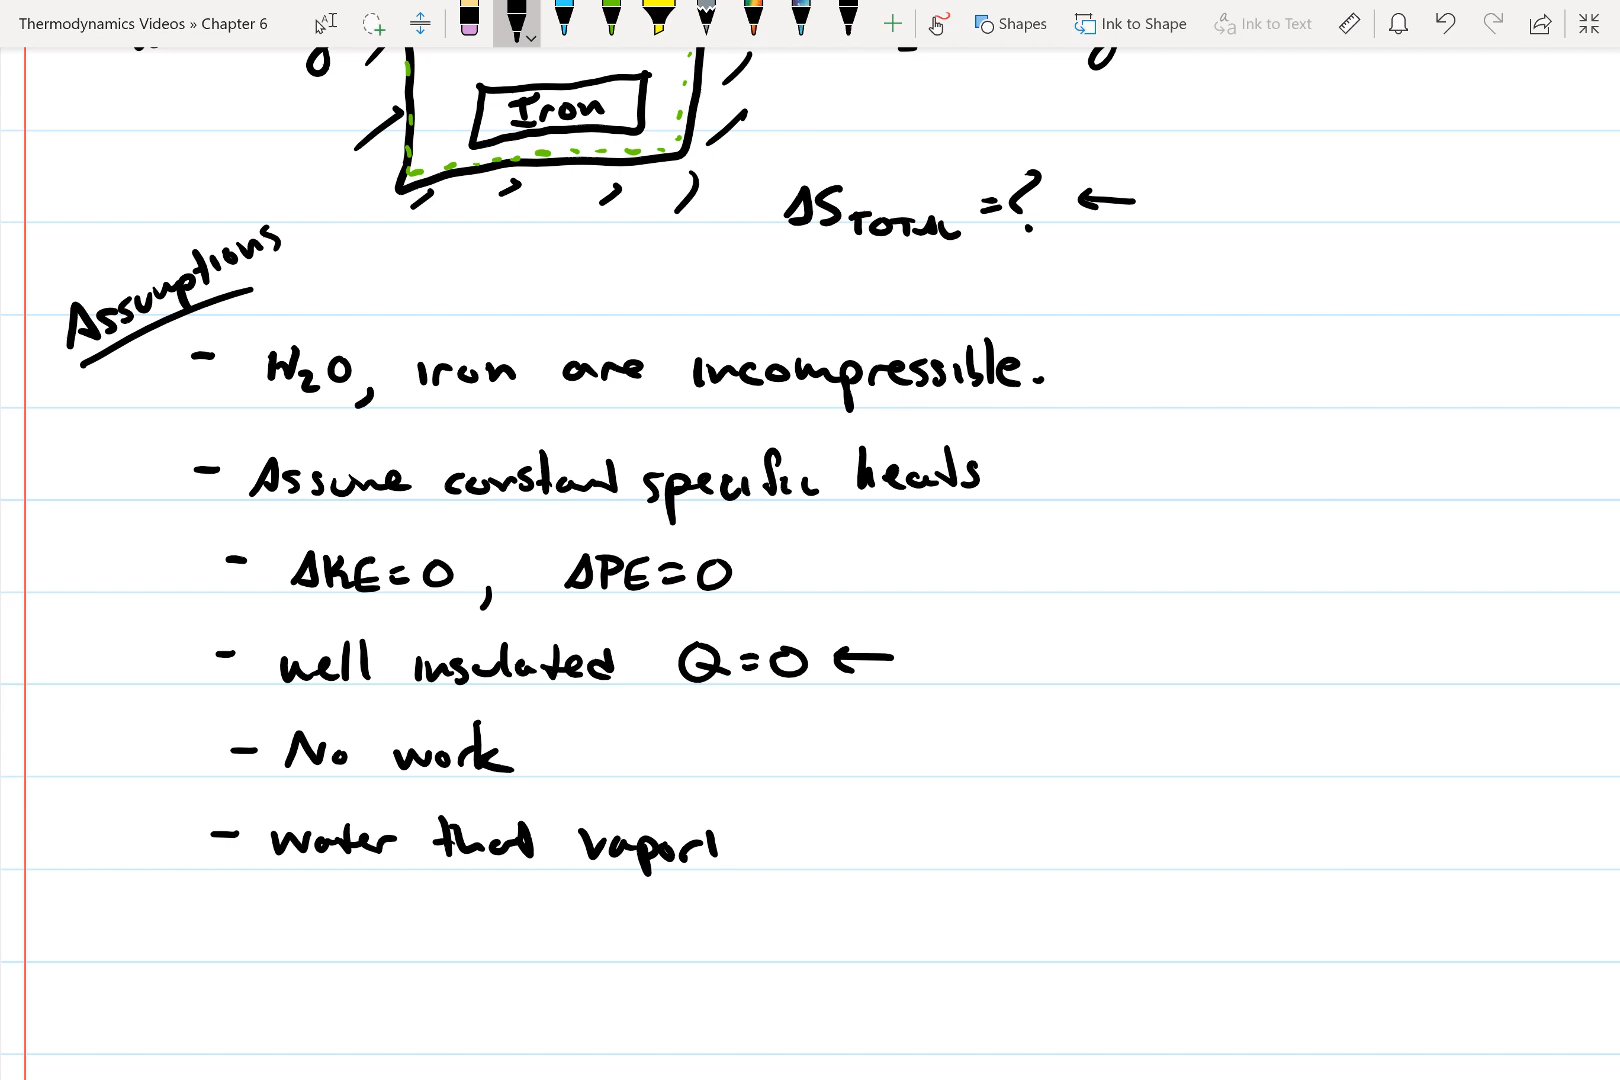 Thermodynamics Videos » Chapter 6
Shapes
Ink to Shape
Ink to Text
Iron
ΔS TOTAL =? ←
Assumptions
- H₂O, iron are incompressible.
- Assume constant specific heats
- ΔKE=0, ΔPE=0
- well insulated Q=0 ←
- No work
- water that vapori